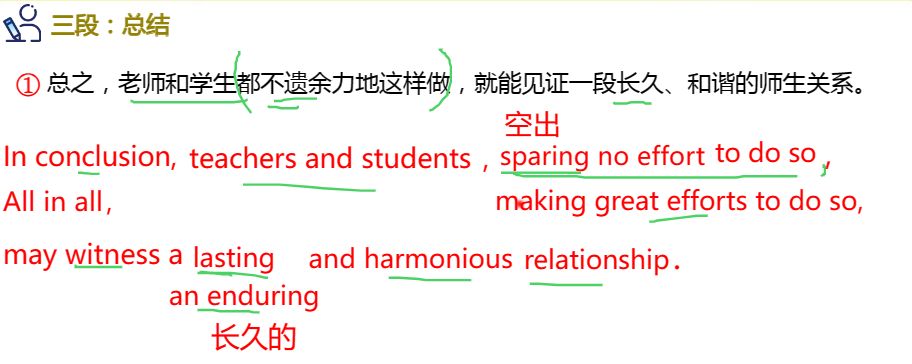 三段：总结
① 总之，老师和学生都不遗余力地这样做，就能见证一段长久、和谐的师生关系。
空出
In conclusion, teachers and students , sparing no effort to do so ,
All in all, making great efforts to do so,
may witness a lasting and harmonious relationship.
an enduring
长久的